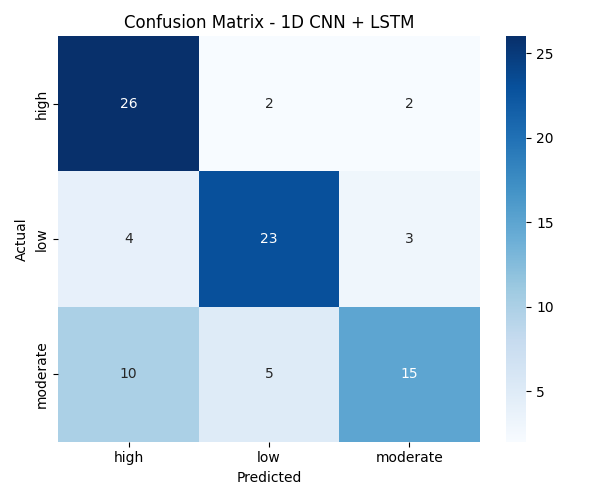 Confusion Matrix - 1D CNN + LSTM
high 26 2 2
low 4 23 3
moderate 10 5 15
high low moderate
Predicted
Actual
25
20
15
10
5